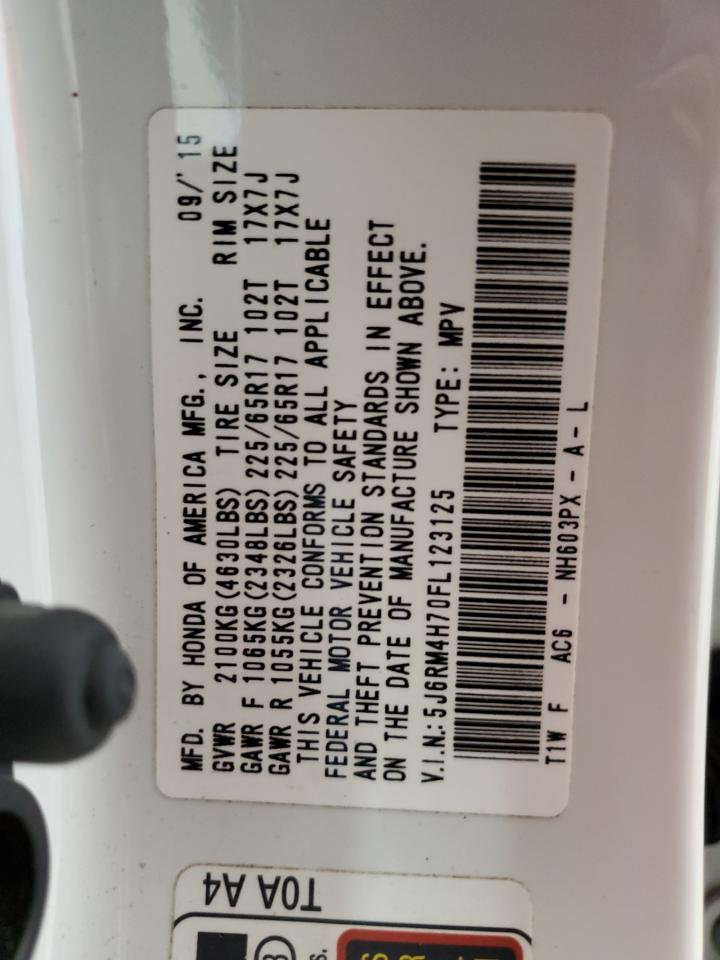 MFD. BY HONDA OF AMERICA MFG., INC. 09/'15
GVWR 2100KG(4630LBS) TIRE SIZE RIM SIZE
GAWR F 1065KG(2348LBS) 225/65R17 102T 17X7J
GAWR R 1055KG(2326LBS) 225/65R17 102T 17X7J
THIS VEHICLE CONFORMS TO ALL APPLICABLE
FEDERAL MOTOR VEHICLE SAFETY
AND THEFT PREVENTION STANDARDS IN EFFECT
ON THE DATE OF MANUFACTURE SHOWN ABOVE.
V.I.N.: 5J6RM4H70FL123125 TYPE: MPV
T1W F AC6 - NH603PX - A - L
T0A A4